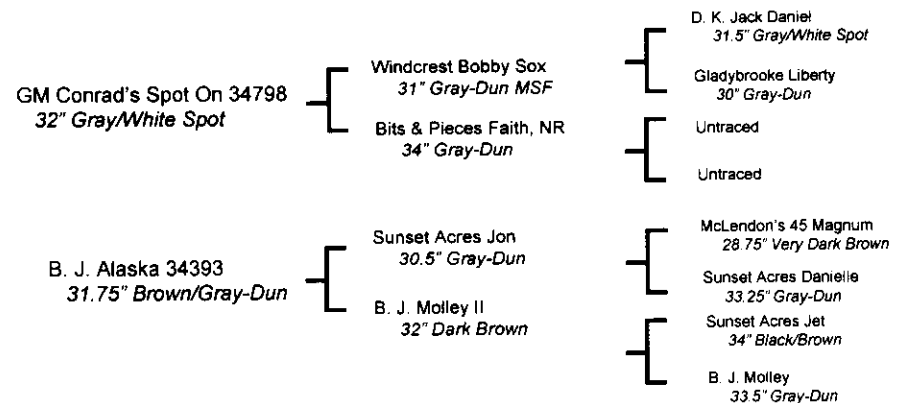 GM Conrad's Spot On 34798
32" Gray/White Spot
Windcrest Bobby Sox
31" Gray-Dun MSF
D. K. Jack Daniel
31.5" Gray/White Spot
Gladybrooke Liberty
30" Gray-Dun
Bits & Pieces Faith, NR
34" Gray-Dun
Untraced
Untraced
B. J. Alaska 34393
31.75" Brown/Gray-Dun
Sunset Acres Jon
30.5" Gray-Dun
McLendon's 45 Magnum
28.75" Very Dark Brown
Sunset Acres Danielle
33.25" Gray-Dun
B. J. Molley II
32" Dark Brown
Sunset Acres Jet
34" Black/Brown
B. J. Molley
33.5" Gray-Dun